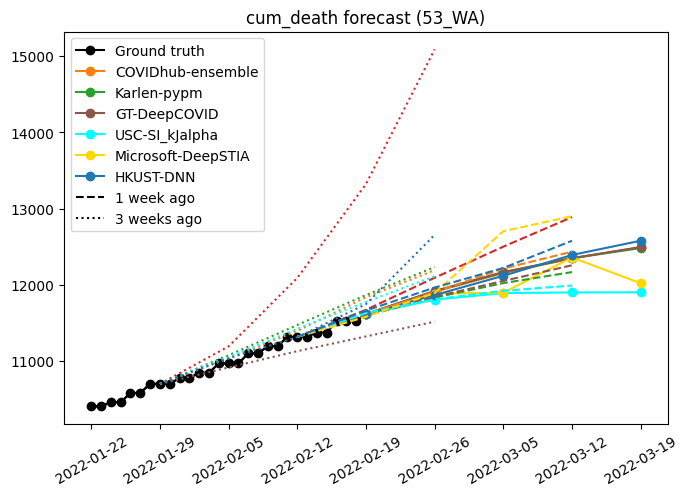 cum_death forecast (53_WA)
Ground truth
COVIDhub-ensemble
Karlen-pypm
GT-DeepCOVID
USC-SI_kJalpha
Microsoft-DeepSTIA
HKUST-DNN
1 week ago
3 weeks ago
15000
14000
13000
12000
11000
2022-01-22
2022-01-29
2022-02-05
2022-02-12
2022-02-19
2022-02-26
2022-03-05
2022-03-12
2022-03-19